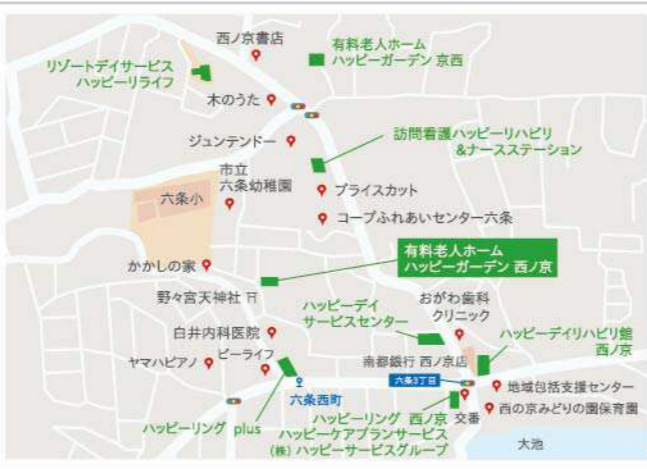 西ノ京書店
有料老人ホーム
ハッピーガーデン 京西
リゾートデイサービス
ハッピーリライフ
木のうた
ジュンテンドー
訪問看護ハッピーリハビリ
&ナースステーション
市立
六条幼稚園
六条小
プライスカット
コープふれあいセンター六条
有料老人ホーム
ハッピーガーデン 西ノ京
かかしの家
野々宮天神社
ハッピーデイ
サービスセンター
おがわ歯科
クリニック
白井内科医院
ハッピーデイリハビリ館
西ノ京
南都銀行 西ノ京店
ヤマハピアノ
ビーライフ
六条3丁目
地域包括支援センター
六条西町
西の京みどりの園保育園
ハッピーリング 西ノ京
交番
ハッピーリング plus
ハッピーケアプランサービス
(株) ハッピーサービスグループ
大池